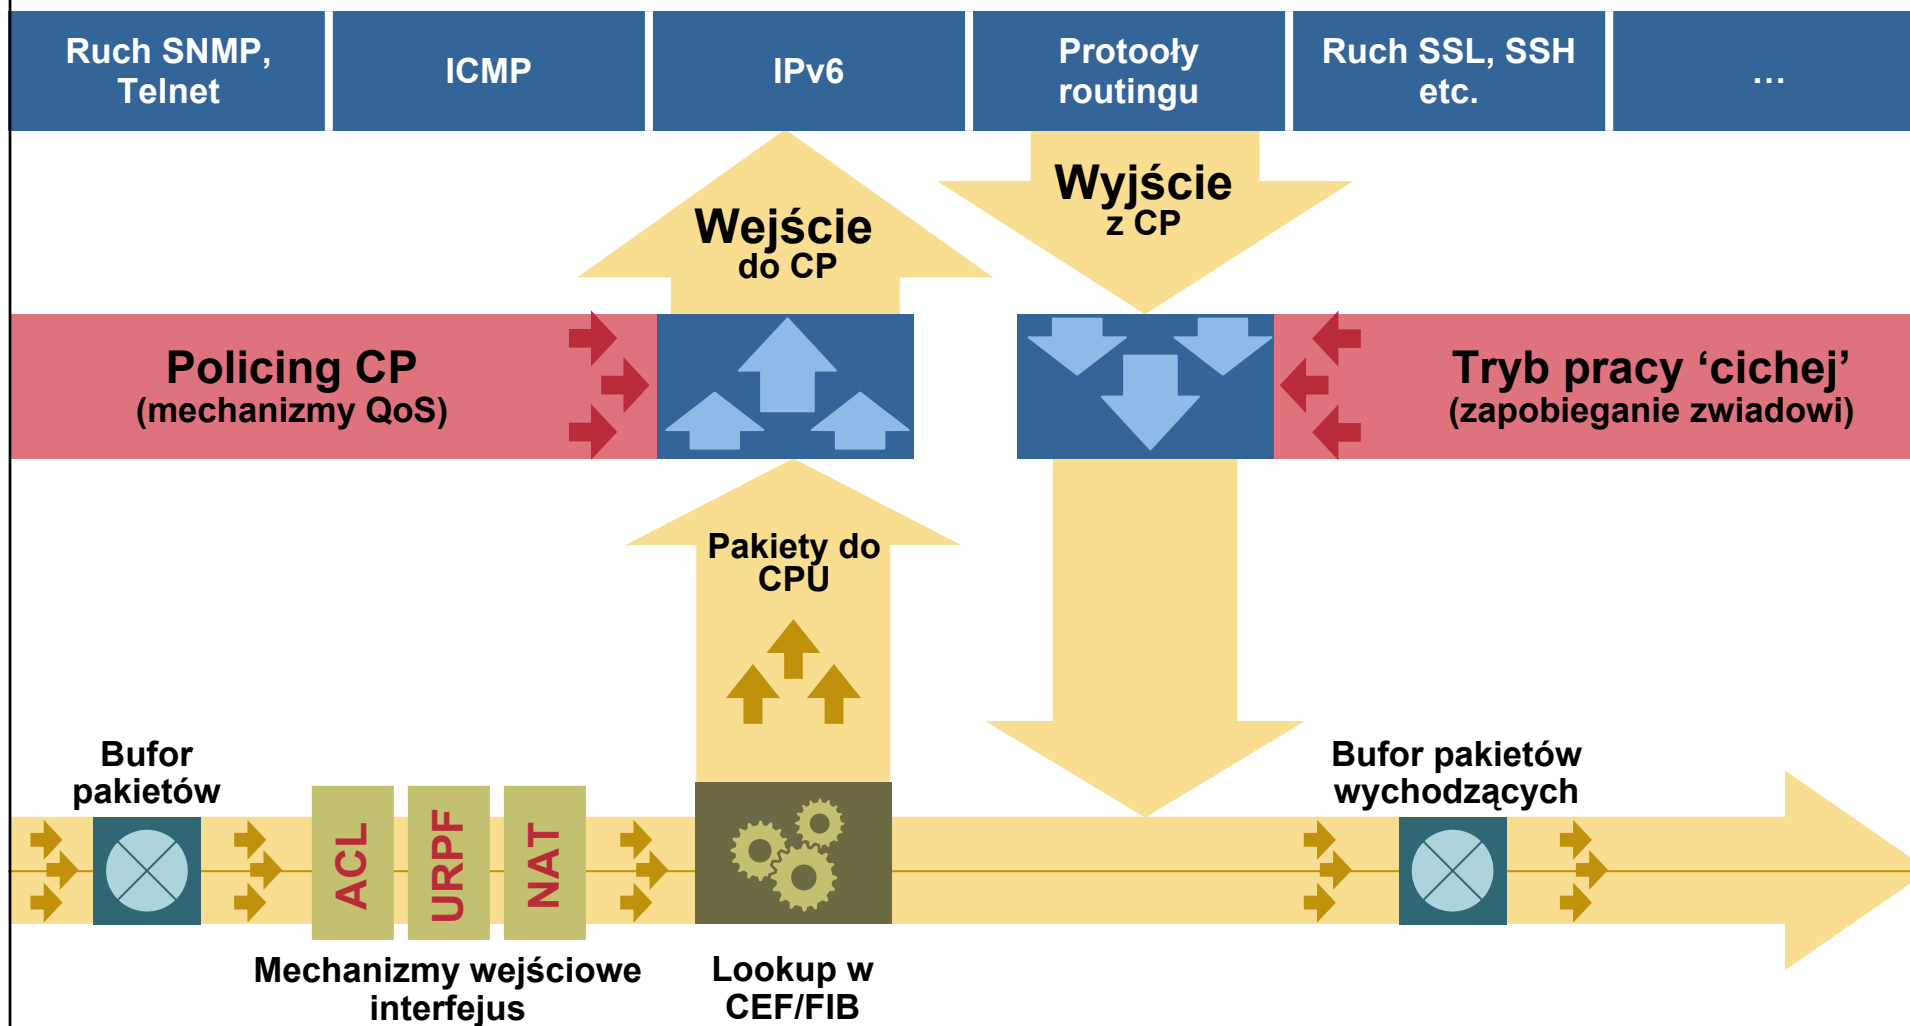 Ruch SNMP,
Telnet
ICMP
IPv6
Protooły
routingu
Ruch SSL, SSH
etc.
...
Wejście
do CP
Wyjście
z CP
Policing CP
(mechanizmy QoS)
Tryb pracy ‘cichej’
(zapobieganie zwiadowi)
Pakiety do
CPU
Bufor
pakietów
ACL
URPF
NAT
Bufor pakietów
wychodzących
Mechanizmy wejściowe
interfejus
Lookup w
CEF/FIB